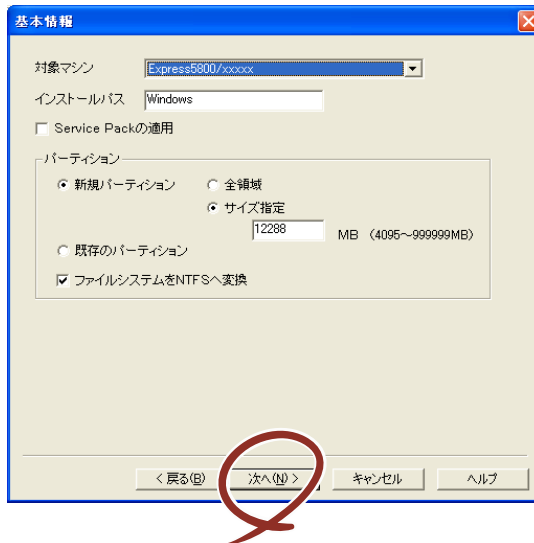 基本情報
対象マシン Express5800/xxxxx
インストールパス Windows
Service Packの適用
パーティション
新規パーティション 全領域
サイズ指定
12288 MB (4095~999999MB)
既存のパーティション
ファイルシステムをNTFSへ変換
< 戻る(B) 次へ(N) > キャンセル ヘルプ